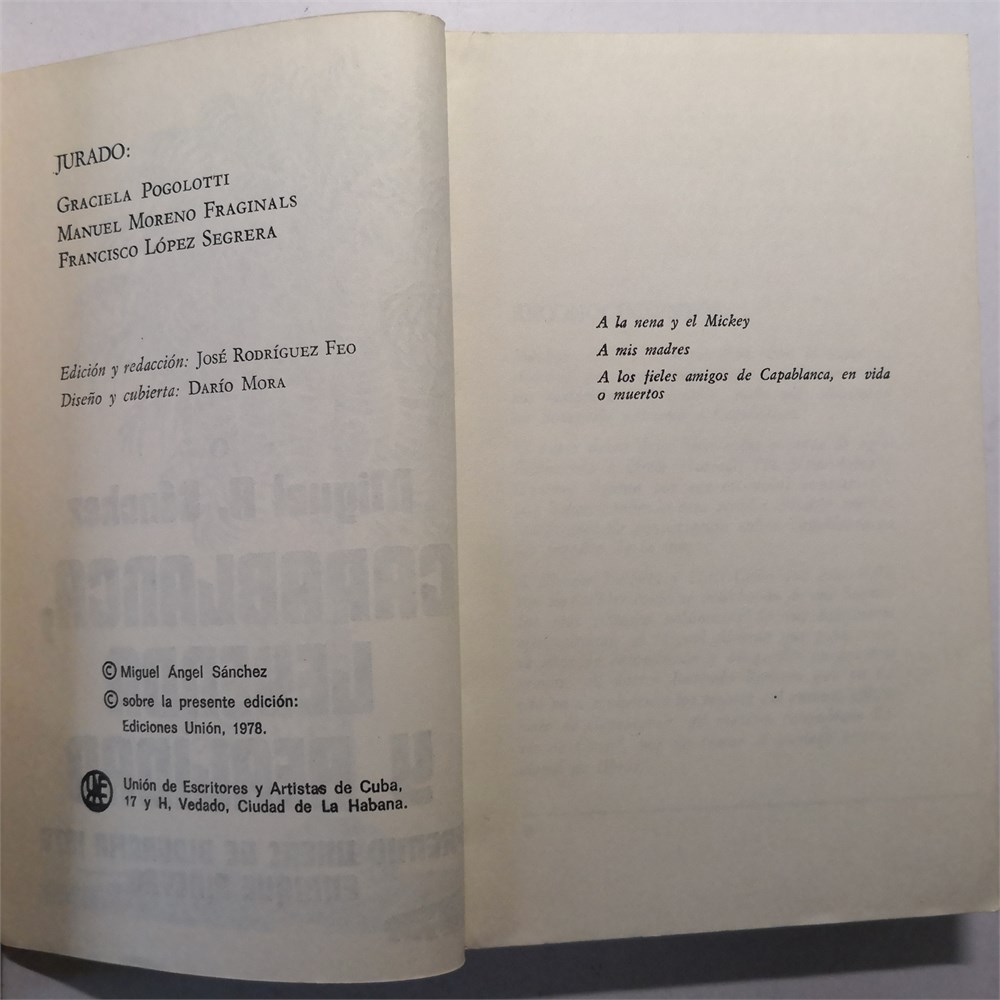 JURADO:
GRACIELA POGOLOTTI
MANUEL MORENO FRAGINALS
FRANCISCO LÓPEZ SEGRERA
Edición y redacción: JOSÉ RODRÍGUEZ FEO
Diseño y cubierta: DARÍO MORA
© Miguel Ángel Sánchez
© sobre la presente edición:
Ediciones Unión, 1978.
Unión de Escritores y Artistas de Cuba,
17 y H, Vedado, Ciudad de La Habana.
A la nena y el Mickey
A mis madres
A los fieles amigos de Capablanca, en vida
o muertos